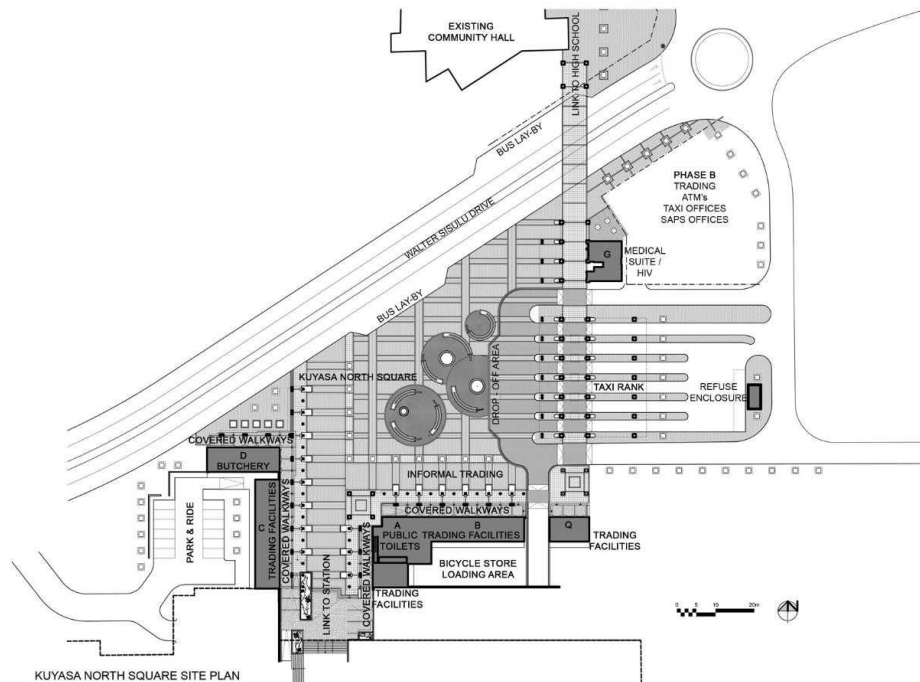 EXISTING
COMMUNITY HALL
LINK TO HIGH SCHOOL
BUS LAY-BY
WALTER SISULU DRIVE
BUS LAY-BY
PHASE B
TRADING
ATM's
TAXI OFFICES
SAPS OFFICES
G
MEDICAL
SUITE /
HIV
KUYASA NORTH SQUARE
DROP - OFF AREA
TAXI RANK
REFUSE
ENCLOSURE
COVERED WALKWAYS
D
BUTCHERY
INFORMAL TRADING
COVERED WALKWAYS
PARK & RIDE
C
TRADING FACILITIES
COVERED WALKWAYS
LINK TO STATION
COVERED WALKWAYS
A
PUBLIC
TOILETS
B
TRADING FACILITIES
Q
TRADING
FACILITIES
BICYCLE STORE
LOADING AREA
TRADING
FACILITIES
0 5 10 20m
N
KUYASA NORTH SQUARE SITE PLAN